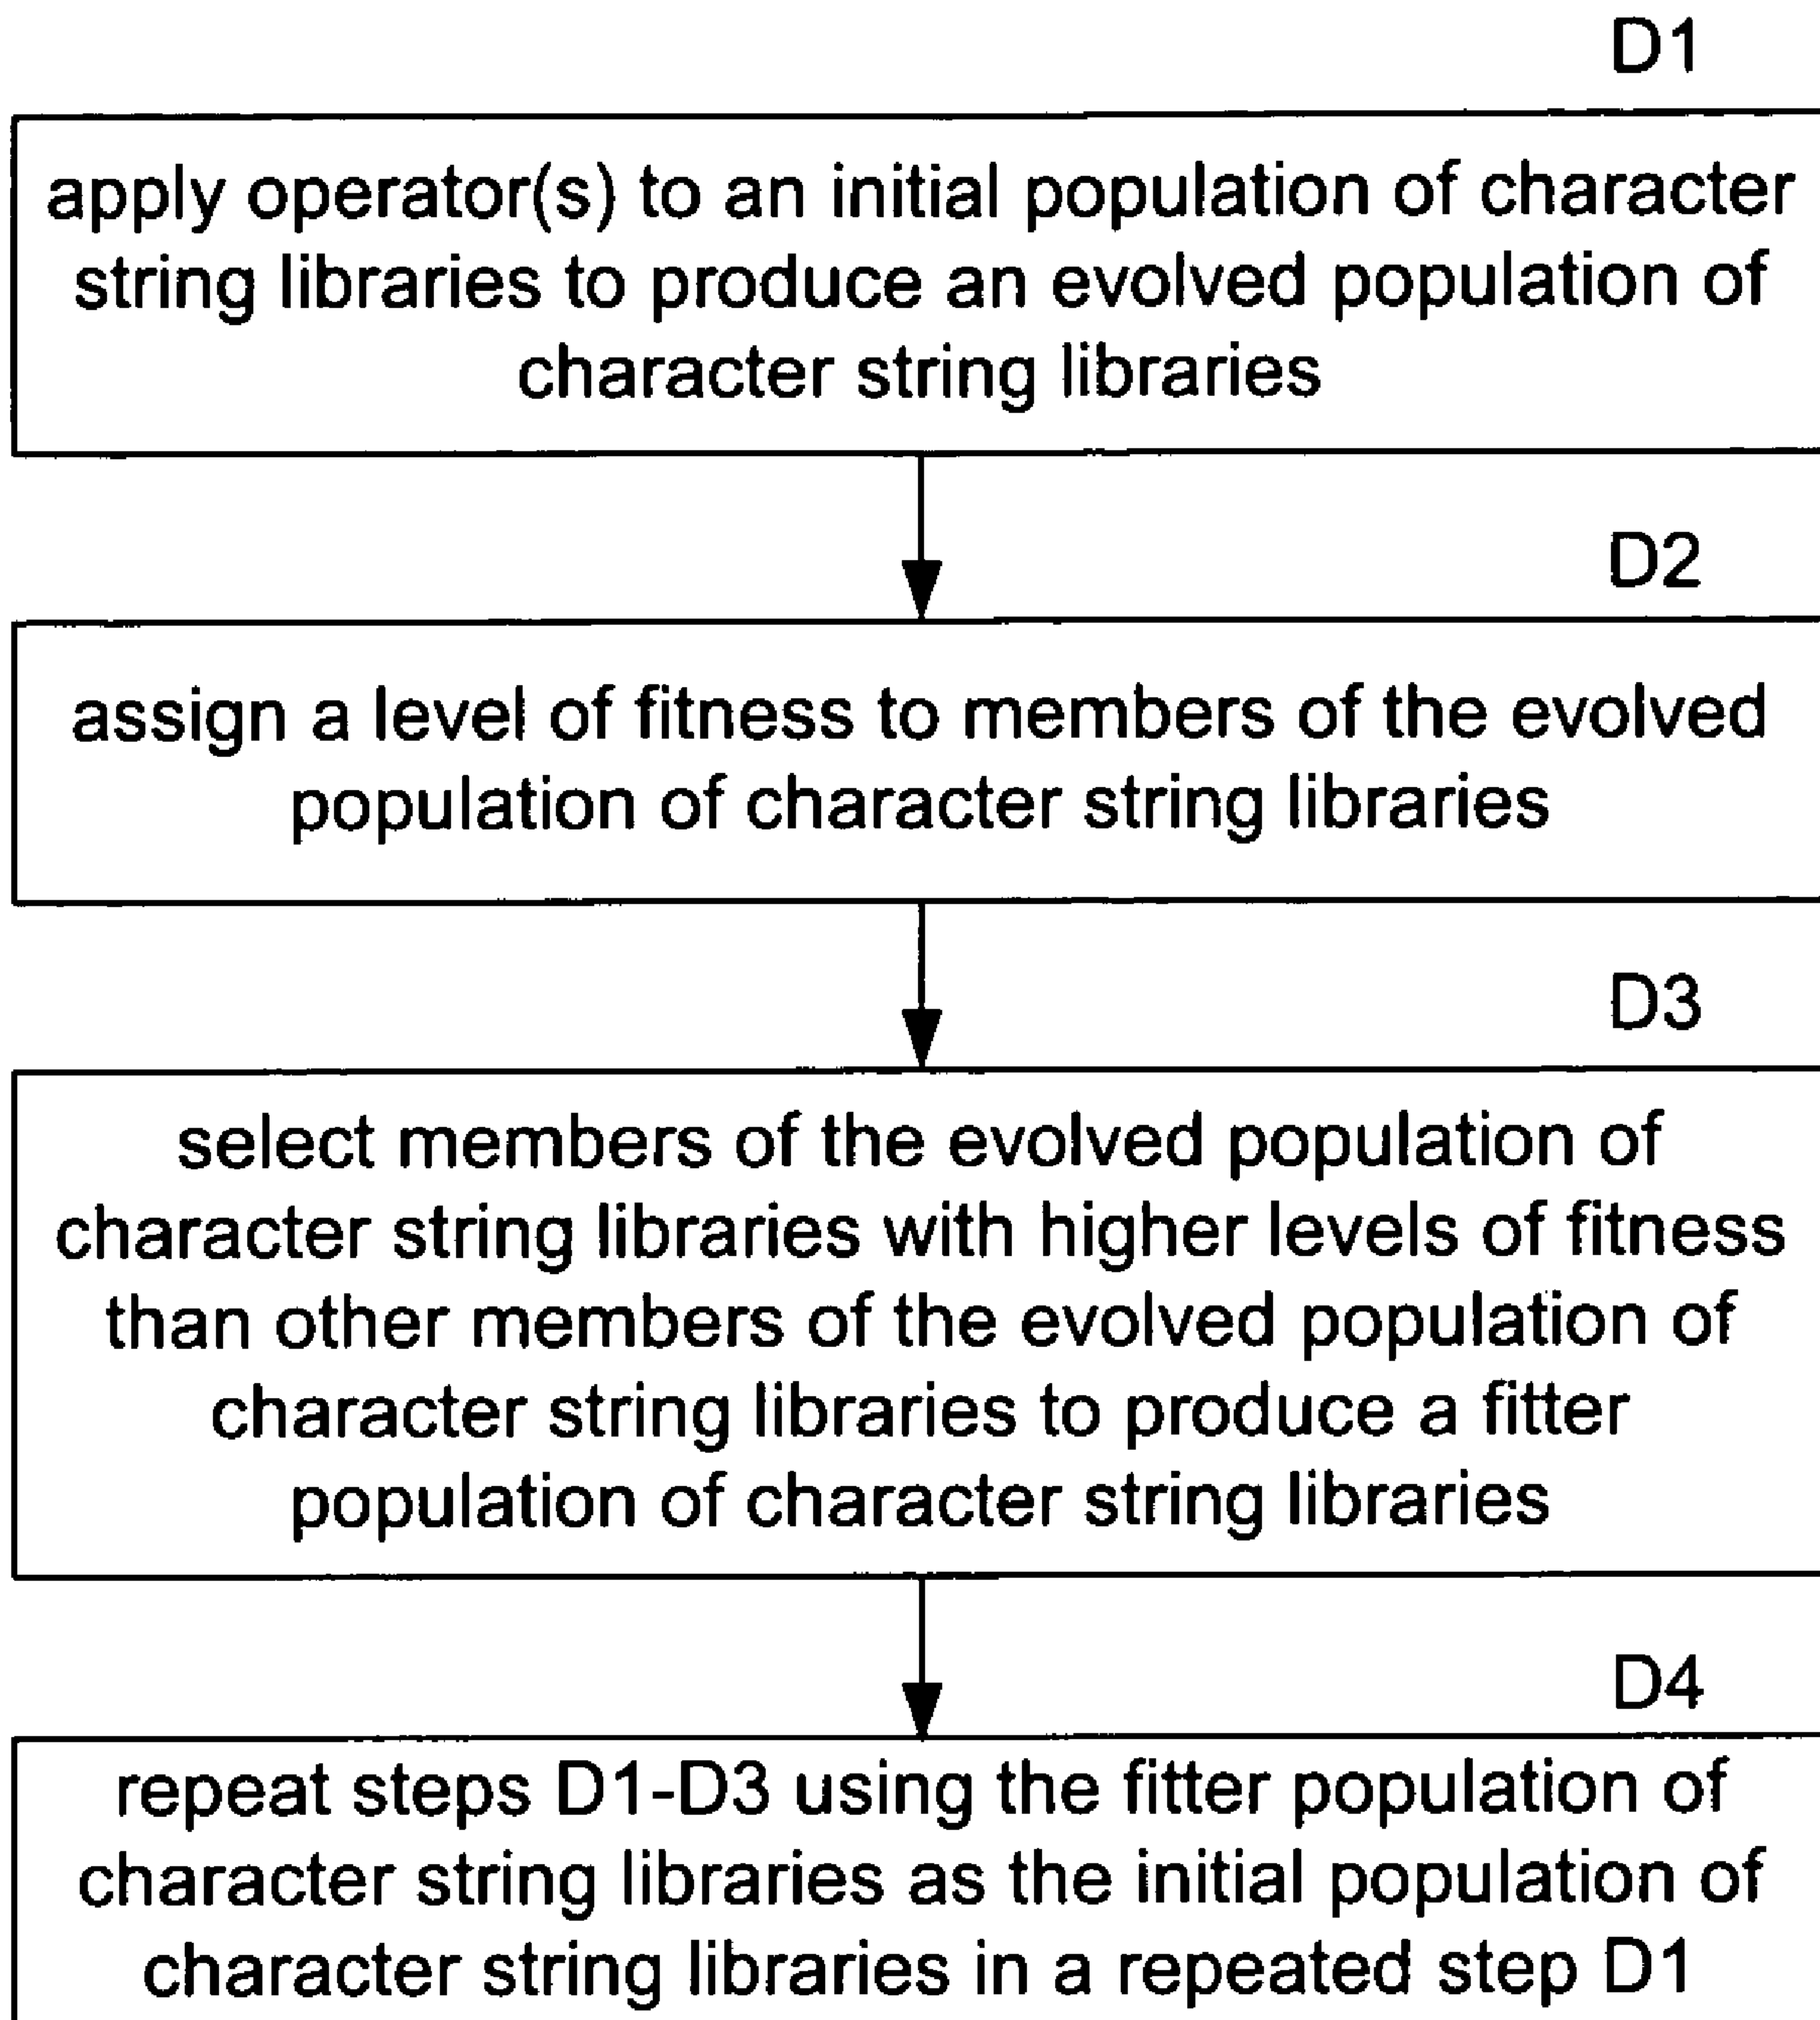 D1
apply operator(s) to an initial population of character
string libraries to produce an evolved population of
character string libraries
D2
assign a level of fitness to members of the evolved
population of character string libraries
D3
select members of the evolved population of
character string libraries with higher levels of fitness
than other members of the evolved population of
character string libraries to produce a fitter
population of character string libraries
D4
repeat steps D1-D3 using the fitter population of
character string libraries as the initial population of
character string libraries in a repeated step D1